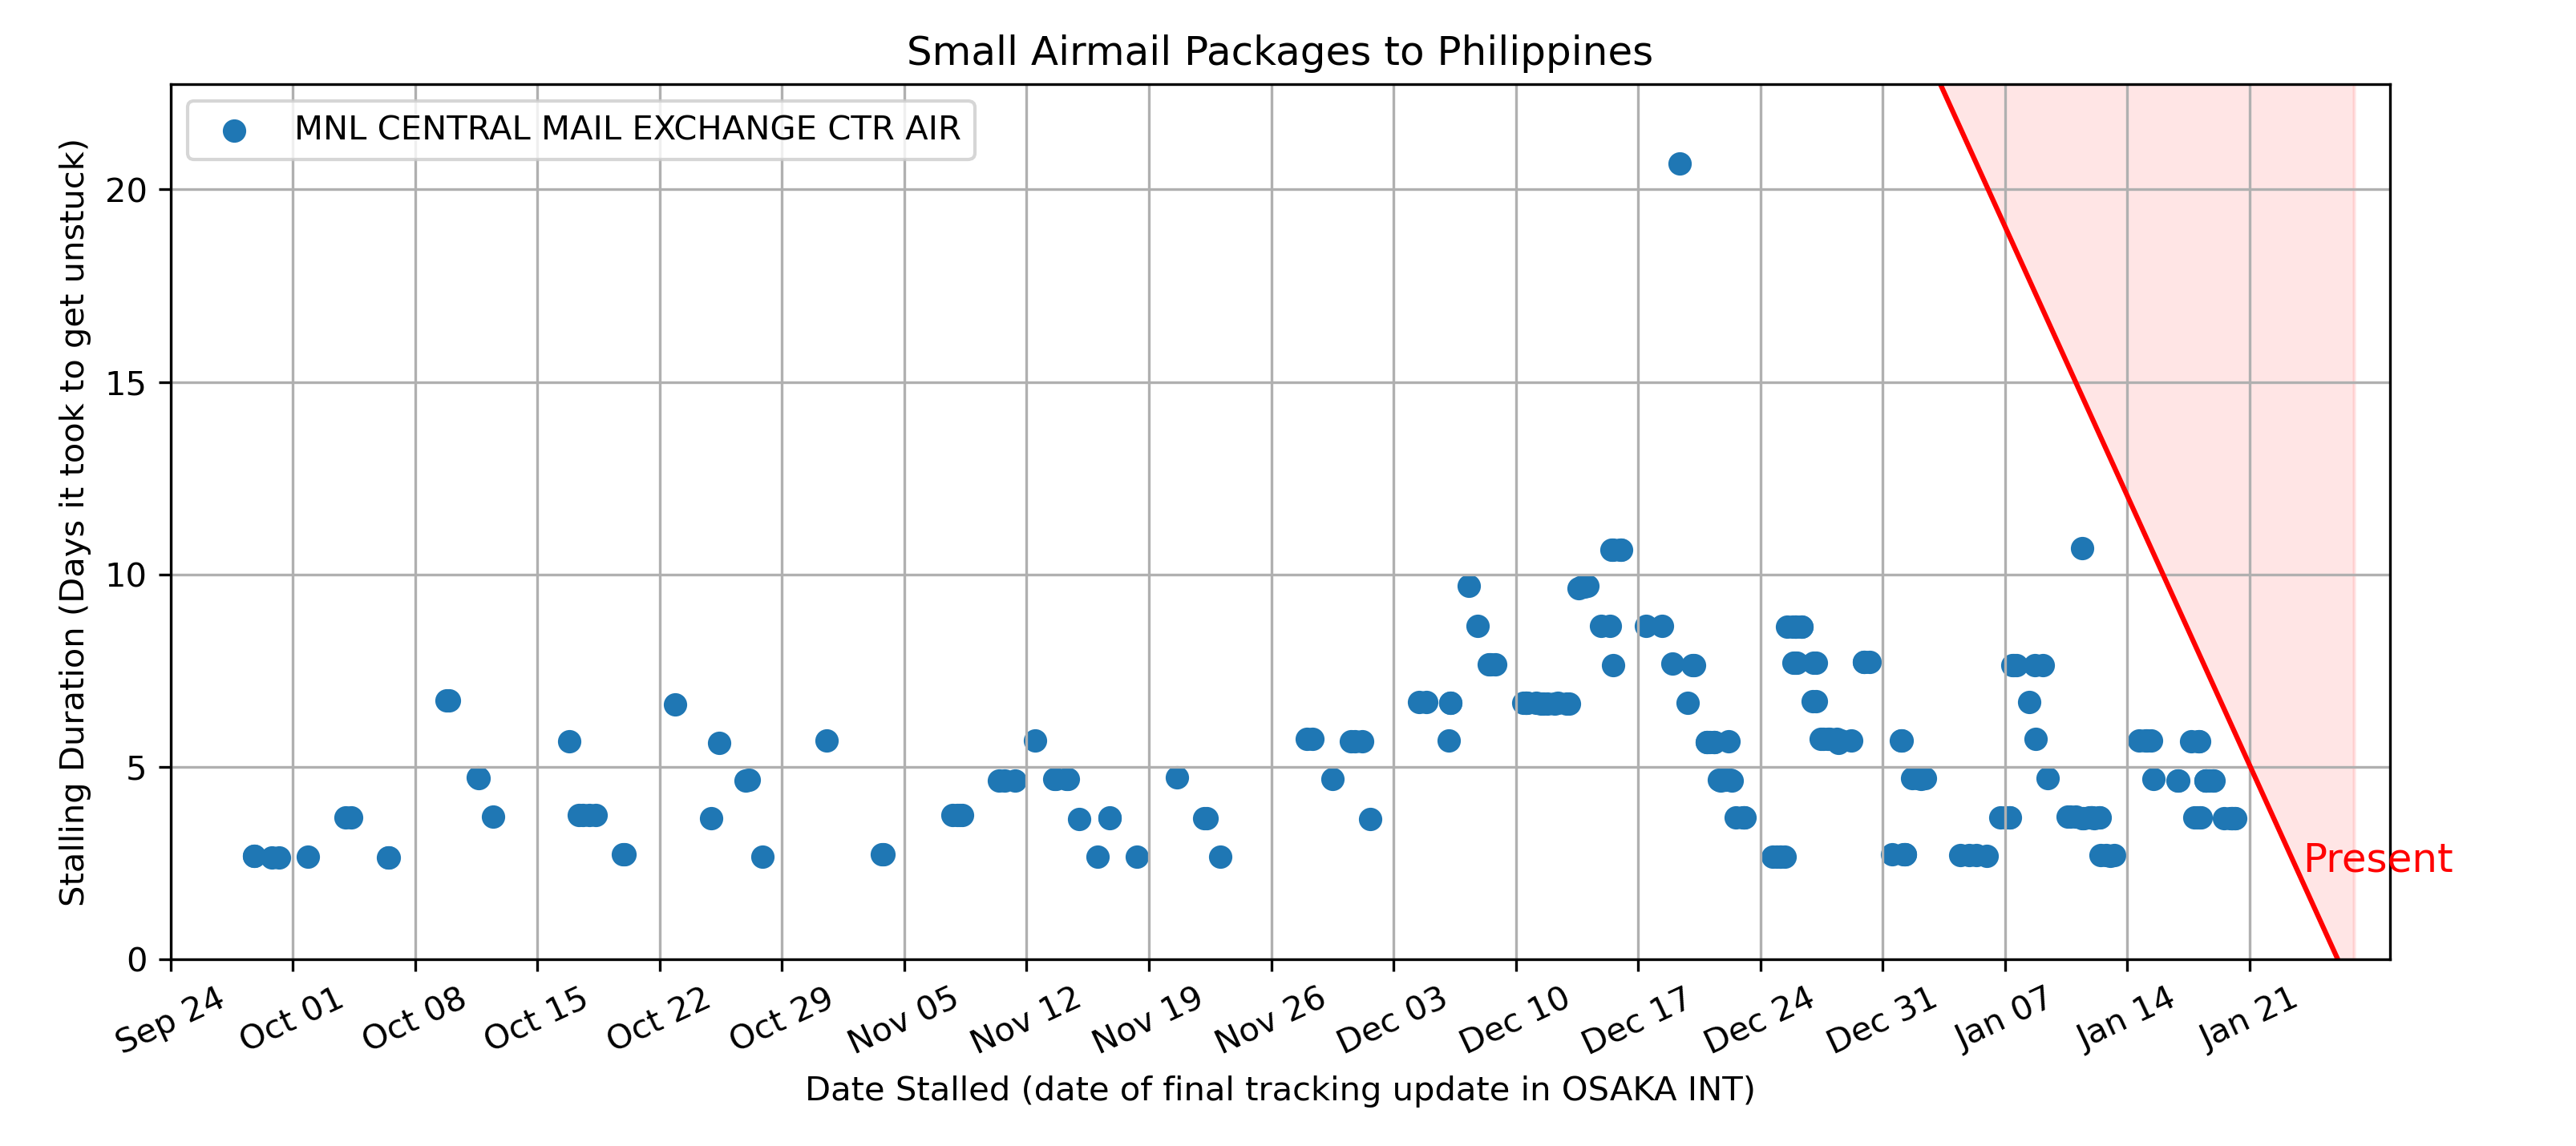 Small Airmail Packages to Philippines
MNL CENTRAL MAIL EXCHANGE CTR AIR
Stalling Duration (Days it took to get unstuck)
20
15
10
5
0
Present
Sep 24
Oct 01
Oct 08
Oct 15
Oct 22
Oct 29
Nov 05
Nov 12
Nov 19
Nov 26
Dec 03
Dec 10
Dec 17
Dec 24
Dec 31
Jan 07
Jan 14
Jan 21
Date Stalled (date of final tracking update in OSAKA INT)